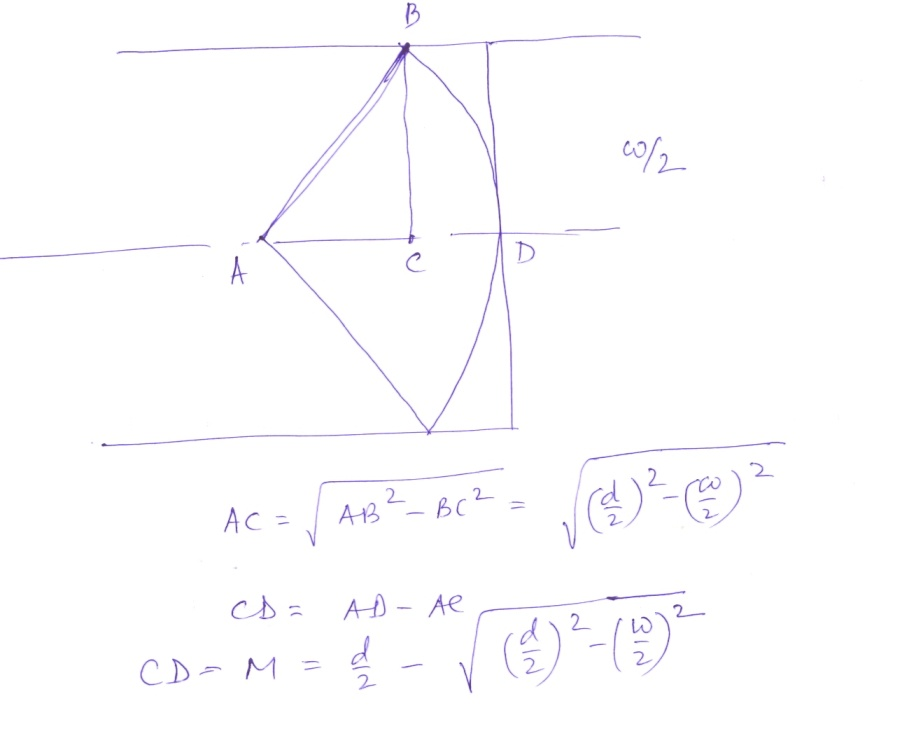 B
ω/2
A
C
D
AC = √(AB² - BC²) = √((d/2)² - (ω/2)²)
CD = AD - AC
CD = M = d/2 - √((d/2)² - (ω/2)²)